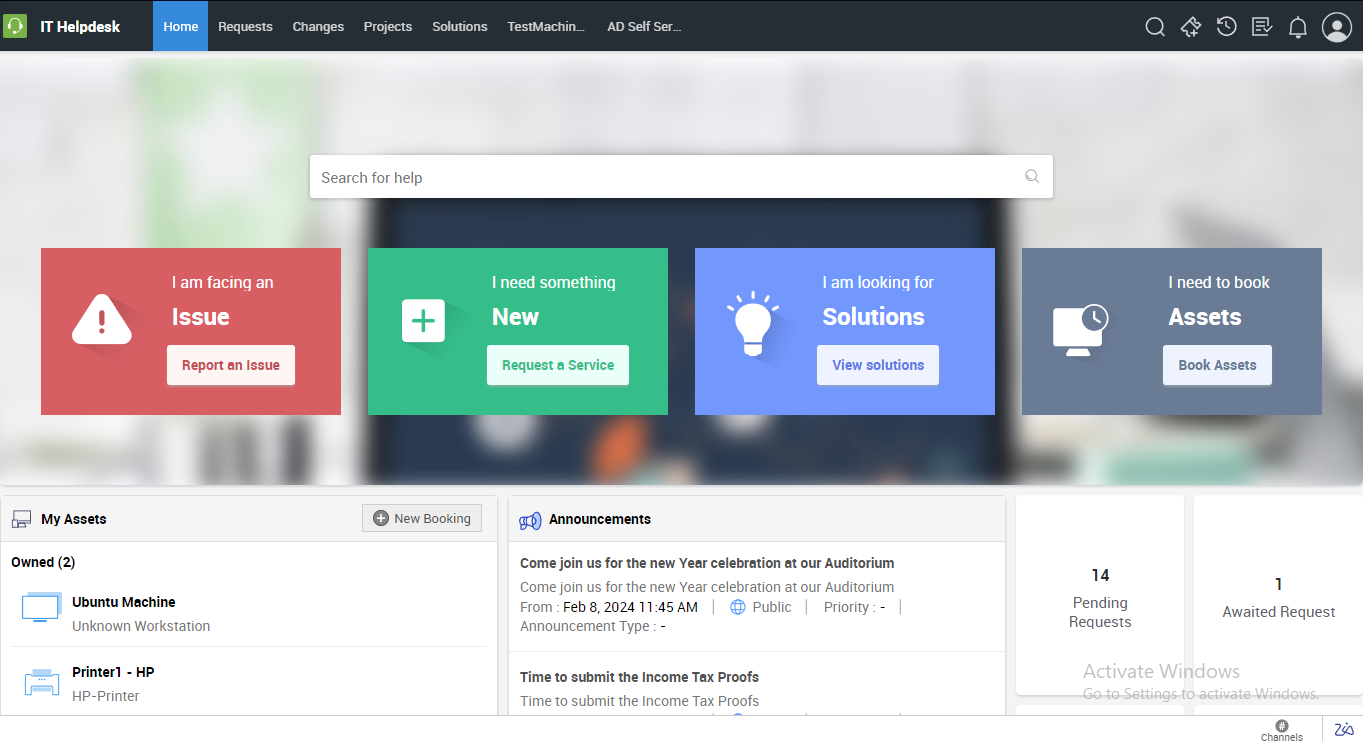 IT Helpdesk
Home
Requests
Changes
Projects
Solutions
TestMachin...
AD Self Ser...
Search for help
I am facing an
Issue
Report an Issue
I need something
New
Request a Service
I am looking for
Solutions
View solutions
I need to book
Assets
Book Assets
My Assets
New Booking
Owned (2)
Ubuntu Machine
Unknown Workstation
Printer1 - HP
HP-Printer
Announcements
Come join us for the new Year celebration at our Auditorium
Come join us for the new Year celebration at our Auditorium
From : Feb 8, 2024 11:45 AM | Public | Priority : - |
Announcement Type : -
Time to submit the Income Tax Proofs
Time to submit the Income Tax Proofs
14
Pending
Requests
1
Awaited Request
Activate Windows
Go to Settings to activate Windows.
#
Channels
Zia